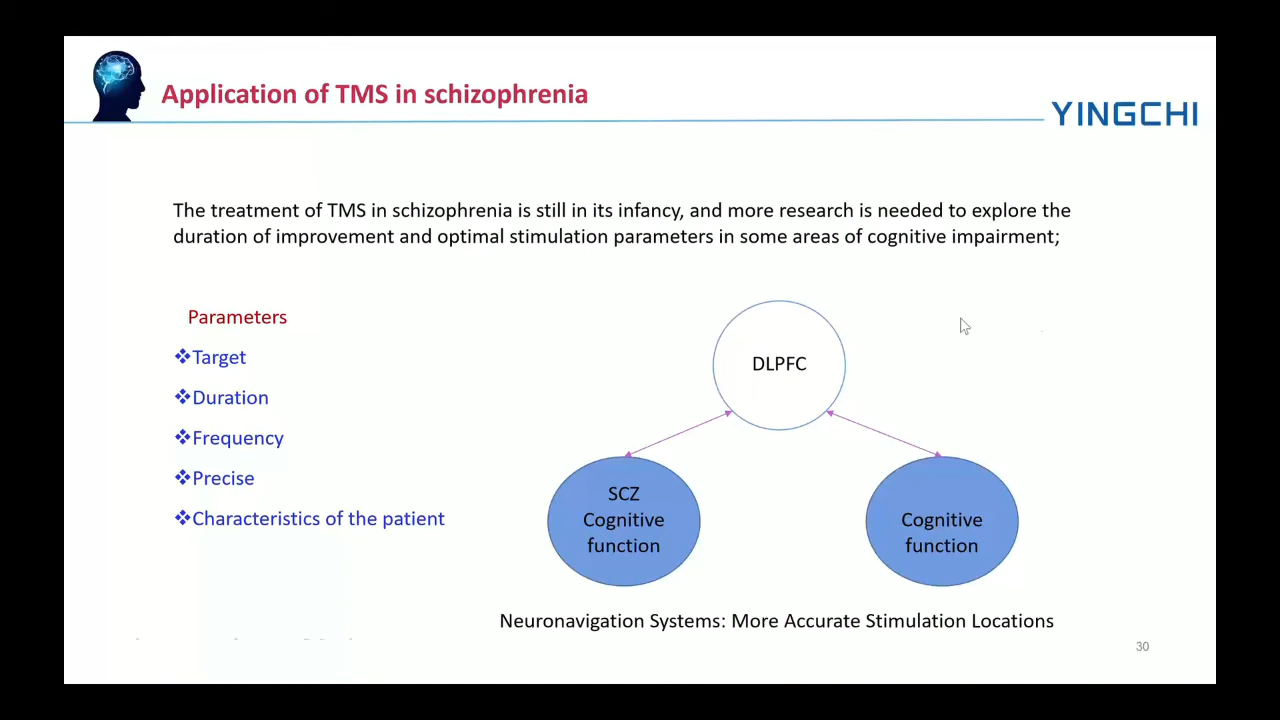 Application of TMS in schizophrenia
YINGCHI
The treatment of TMS in schizophrenia is still in its infancy, and more research is needed to explore the
duration of improvement and optimal stimulation parameters in some areas of cognitive impairment;
Parameters
❖Target
❖Duration
❖Frequency
❖Precise
❖Characteristics of the patient
DLPFC
SCZ
Cognitive
function
Cognitive
function
Neuronavigation Systems: More Accurate Stimulation Locations
30